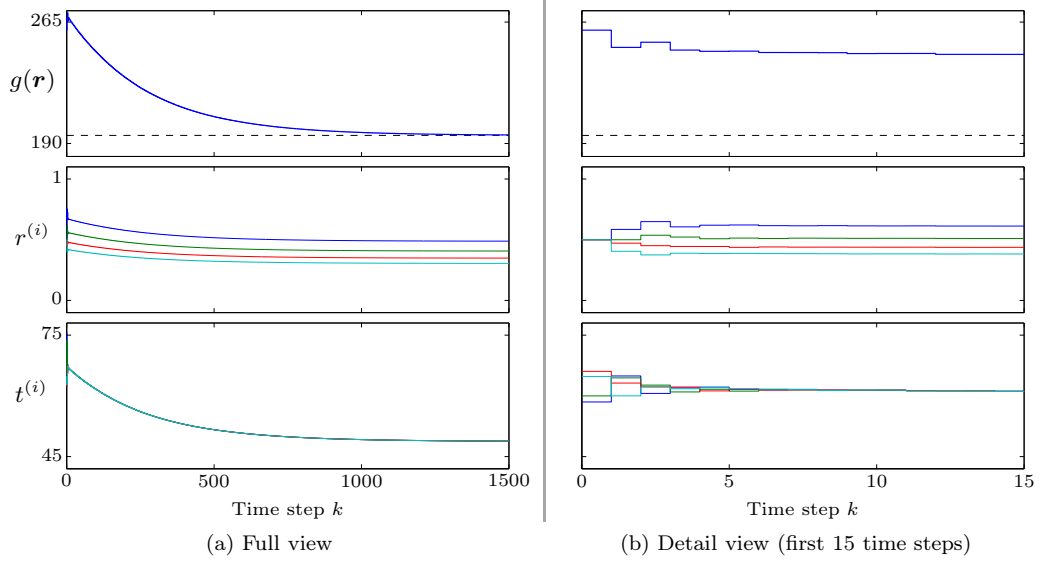 265
g(r)
190
1
r^(i)
0
75
t^(i)
45
0 500 1000 1500
Time step k
(a) Full view
0 5 10 15
Time step k
(b) Detail view (first 15 time steps)